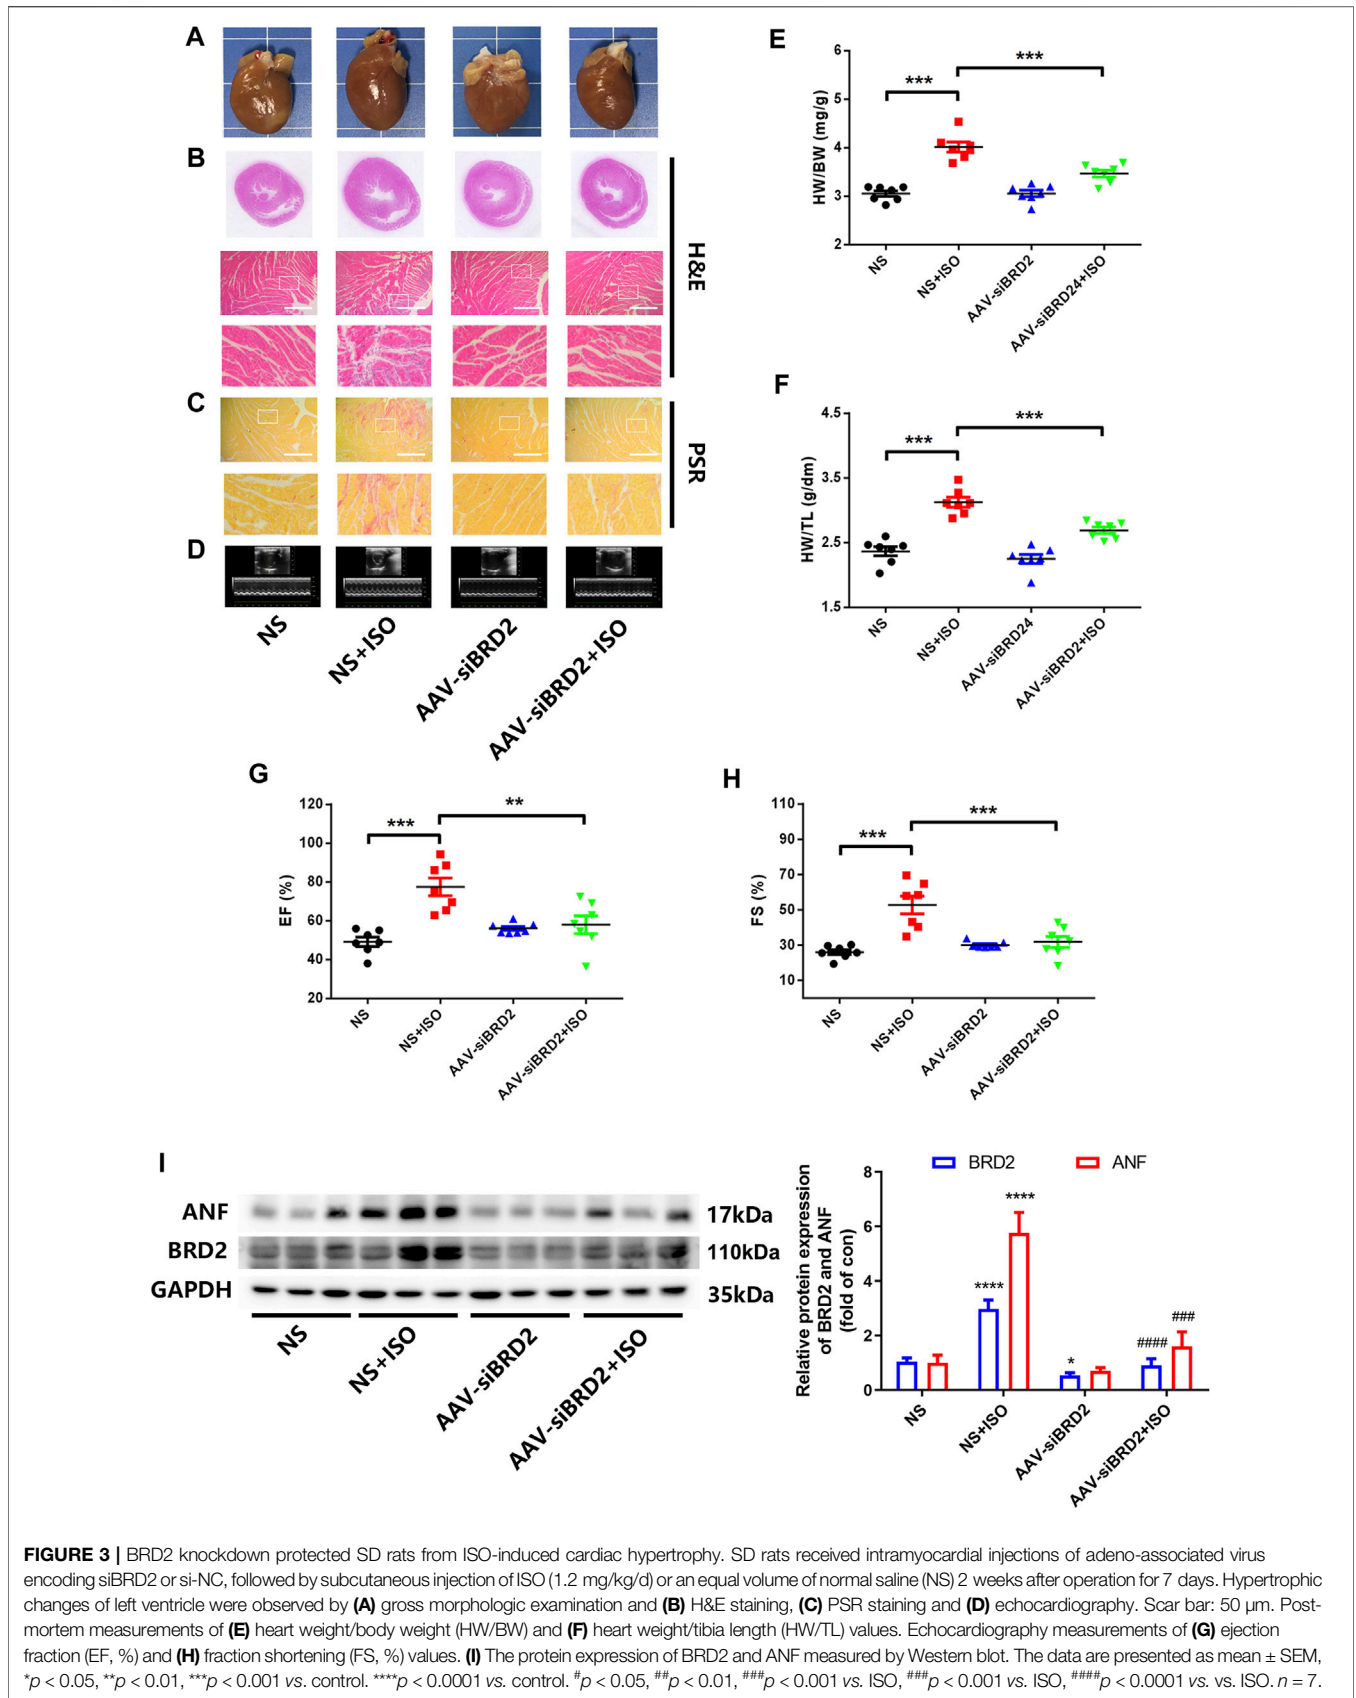 A
B
H&E
C
PSR
D
NS
NS+ISO
AAV-siBRD2
AAV-siBRD2+ISO
E
HW/BW (mg/g)
6
5
4
3
2
***
***
NS
NS+ISO
AAV-siBRD2
AAV-siBRD24+ISO
F
HW/TL (g/dm)
4.5
3.5
2.5
1.5
***
***
NS
NS+ISO
AAV-siBRD24
AAV-siBRD2+ISO
G
EF (%)
120
100
80
60
40
20
***
**
NS
NS+ISO
AAV-siBRD2
AAV-siBRD2+ISO
H
FS (%)
110
90
70
50
30
10
***
***
NS
NS+ISO
AAV-siBRD2
AAV-siBRD2+ISO
I
ANF 17kDa
BRD2 110kDa
GAPDH 35kDa
NS
NS+ISO
AAV-siBRD2
AAV-siBRD2+ISO
BRD2 ANF
Relative protein expression
of BRD2 and ANF
(fold of con)
8
6
4
2
0
****
****
*
####
###
NS
NS+ISO
AAV-siBRD2
AAV-siBRD2+ISO
FIGURE 3 | BRD2 knockdown protected SD rats from ISO-induced cardiac hypertrophy. SD rats received intramyocardial injections of adeno-associated virus
encoding siBRD2 or si-NC, followed by subcutaneous injection of ISO (1.2 mg/kg/d) or an equal volume of normal saline (NS) 2 weeks after operation for 7 days. Hypertrophic
changes of left ventricle were observed by (A) gross morphologic examination and (B) H&E staining, (C) PSR staining and (D) echocardiography. Scar bar: 50 μm. Post-
mortem measurements of (E) heart weight/body weight (HW/BW) and (F) heart weight/tibia length (HW/TL) values. Echocardiography measurements of (G) ejection
fraction (EF, %) and (H) fraction shortening (FS, %) values. (I) The protein expression of BRD2 and ANF measured by Western blot. The data are presented as mean ± SEM,
*p < 0.05, **p < 0.01, ***p < 0.001 vs. control. ****p < 0.0001 vs. control. #p < 0.05, ##p < 0.01, ###p < 0.001 vs. ISO, ###p < 0.001 vs. ISO, ####p < 0.0001 vs. vs. ISO. n = 7.